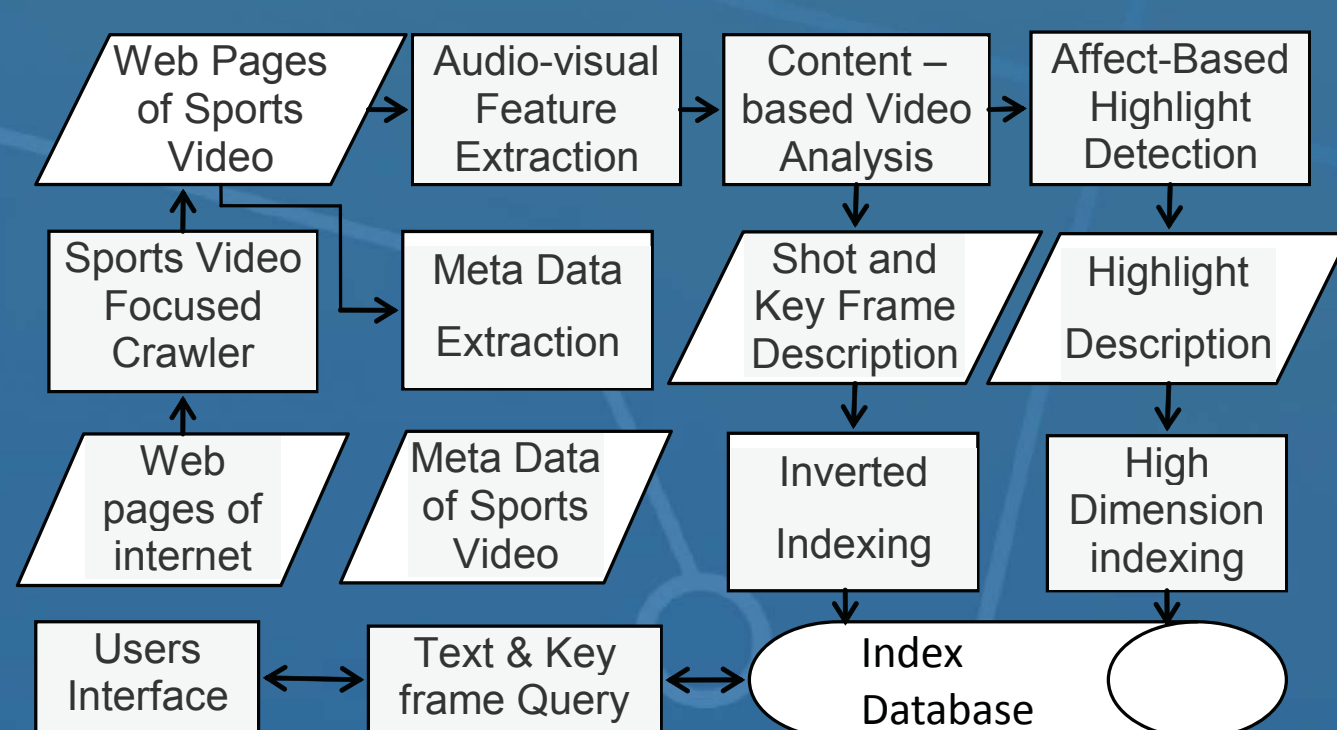 Web Pages
of Sports
Video
Audio-visual
Feature
Extraction
Content –
based Video
Analysis
Affect-Based
Highlight
Detection
Sports Video
Focused
Crawler
Meta Data
Extraction
Shot and
Key Frame
Description
Highlight
Description
Web
pages of
internet
Meta Data
of Sports
Video
Inverted
Indexing
High
Dimension
indexing
Users
Interface
Text & Key
frame Query
Index
Database